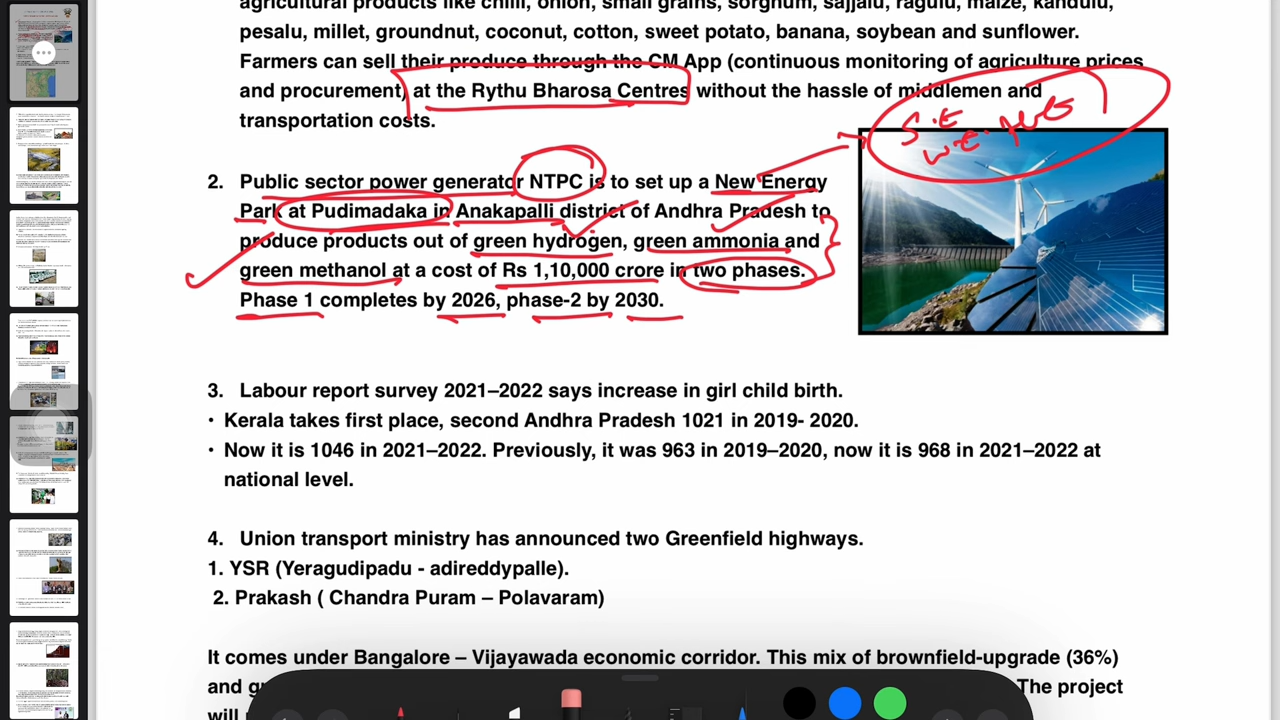 agricultural products like chilli, onion, small grains, sorghum, sajjalu, ragulu, maize, kandulu,
pesalu, millet, groundnut, coconut, cotton, sweet potato, banana, soybean and sunflower.
Farmers can sell their produce through the CM App (continuous monitoring of agriculture prices
and procurement) at the Rythu Bharosa Centres without the hassle of middlemen and
transportation costs.
S.E
W.E.
2. Public sector power generator NTPC is to set up a New Energy
Park at Pudimadaka in Anakapalli district of Andhra Pradesh to
produce products out of green hydrogen, green ammonia and
green methanol at a cost of Rs 1,10,000 crore in two phases.
Phase 1 completes by 2026, phase-2 by 2030.
3. Labour report survey 2021–2022 says increase in girl child birth.
• Kerala takes first place, second Andhra Pradesh 1021 in 2019- 2020.
• Now it is 1046 in 2021–2022. Previously, it was 963 in 2019–2020, now it is 968 in 2021–2022 at
national level.
4. Union transport ministry has announced two Greenfield highways.
1. YSR (Yeragudipadu - adireddypalle).
2. Prakash ( Chandra Puram – Polavaram)
It comes under Bangalore – Vijayawada economic corridor. This mix of brownfield-upgrade (36%)
and The project
will